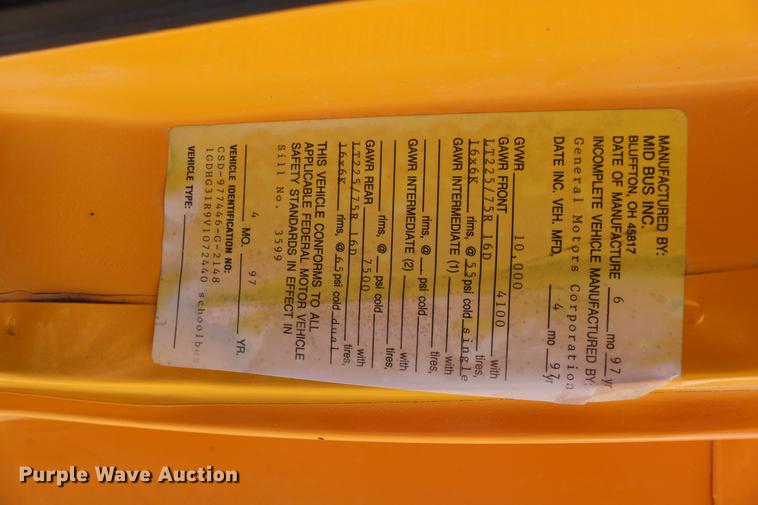 MANUFACTURED BY:
MID BUS INC.
BLUFFTON, OH 45817
DATE OF MANUFACTURE 6 mo 97 yr
INCOMPLETE VEHICLE MANUFACTURED BY:
General Motors Corporation
DATE INC. VEH. MFD. 4 mo 97 yr
GVWR 10,000
GAWR FRONT 4100 with
LT225/75R 16D tires,
16x6K rims, @ 55 psi cold single
GAWR INTERMEDIATE (1) with
tires,
rims, @ psi cold
GAWR INTERMEDIATE (2) with
tires,
rims, @ psi cold
GAWR REAR 7500 with
LT225/75R 16D tires,
16x6K rims, @ 65 psi cold dual
THIS VEHICLE CONFORMS TO ALL
APPLICABLE FEDERAL MOTOR VEHICLE
SAFETY STANDARDS IN EFFECT IN
Sill No. 3599
4 MO. 97 YR.
VEHICLE IDENTIFICATION NO:
CSD-977446-G-2148
1GDHG31R9V1072440 schoolbus
VEHICLE TYPE:
Purple Wave Auction